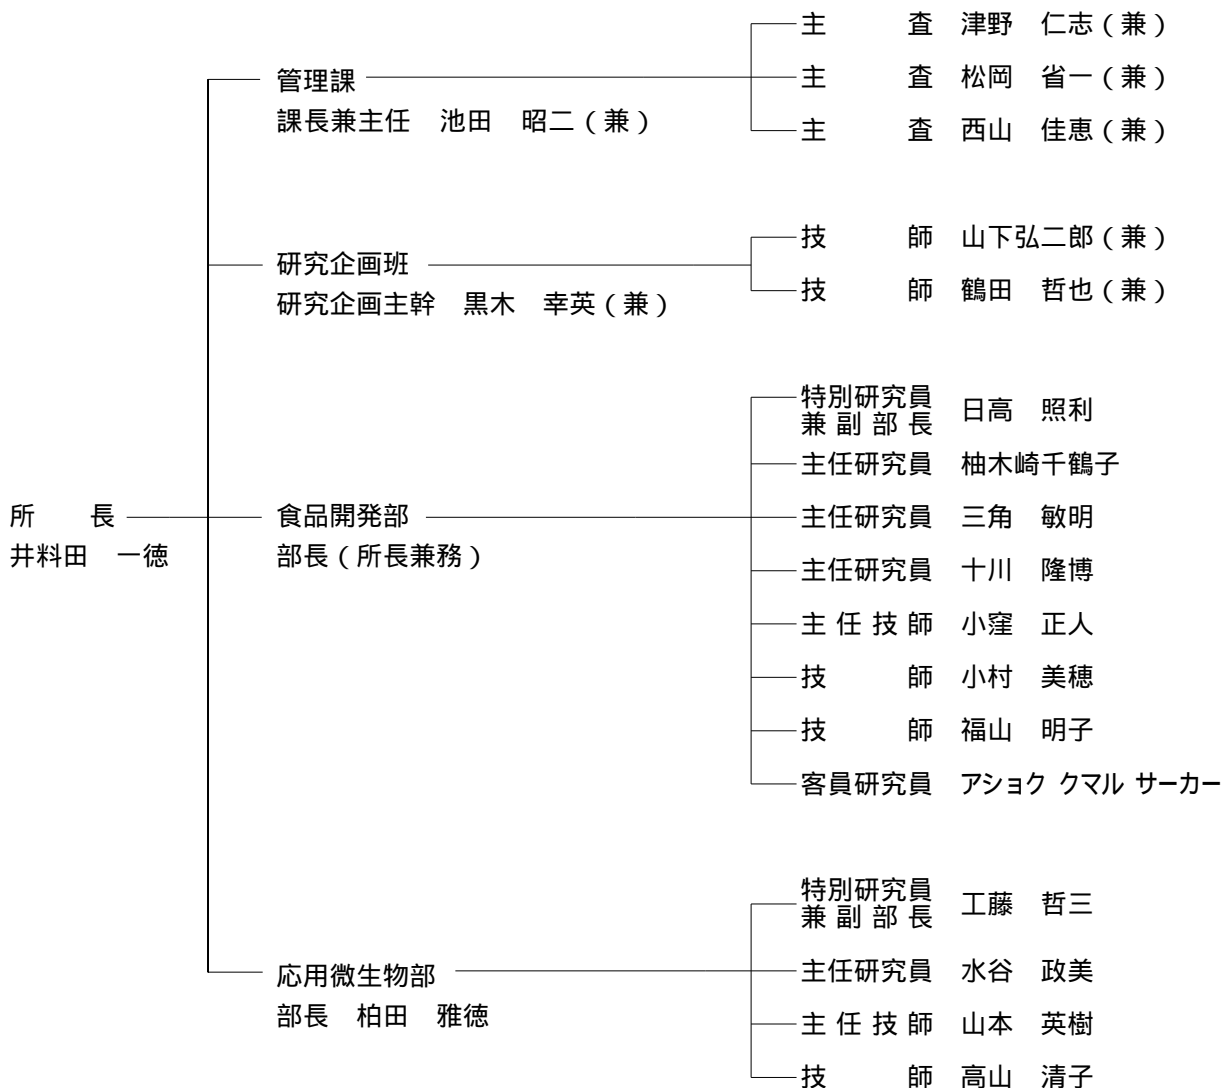 所　　長
井料田　一徳
管理課
課長兼主任　池田　昭二（兼）
主　　　査　津野　仁志（兼）
主　　　査　松岡　省一（兼）
主　　　査　西山　佳恵（兼）
研究企画班
研究企画主幹　黒木　幸英（兼）
技　　　師　山下弘二郎（兼）
技　　　師　鶴田　哲也（兼）
食品開発部
部長（所長兼務）
特別研究員
兼 副 部 長　日高　照利
主任研究員　柚木崎千鶴子
主任研究員　三角　敏明
主任研究員　十川　隆博
主 任 技 師　小窪　正人
技　　　師　小村　美穂
技　　　師　福山　明子
客員研究員　アショク クマル サーカー
応用微生物部
部長　柏田　雅徳
特別研究員
兼 副 部 長　工藤　哲三
主任研究員　水谷　政美
主 任 技 師　山本　英樹
技　　　師　高山　清子